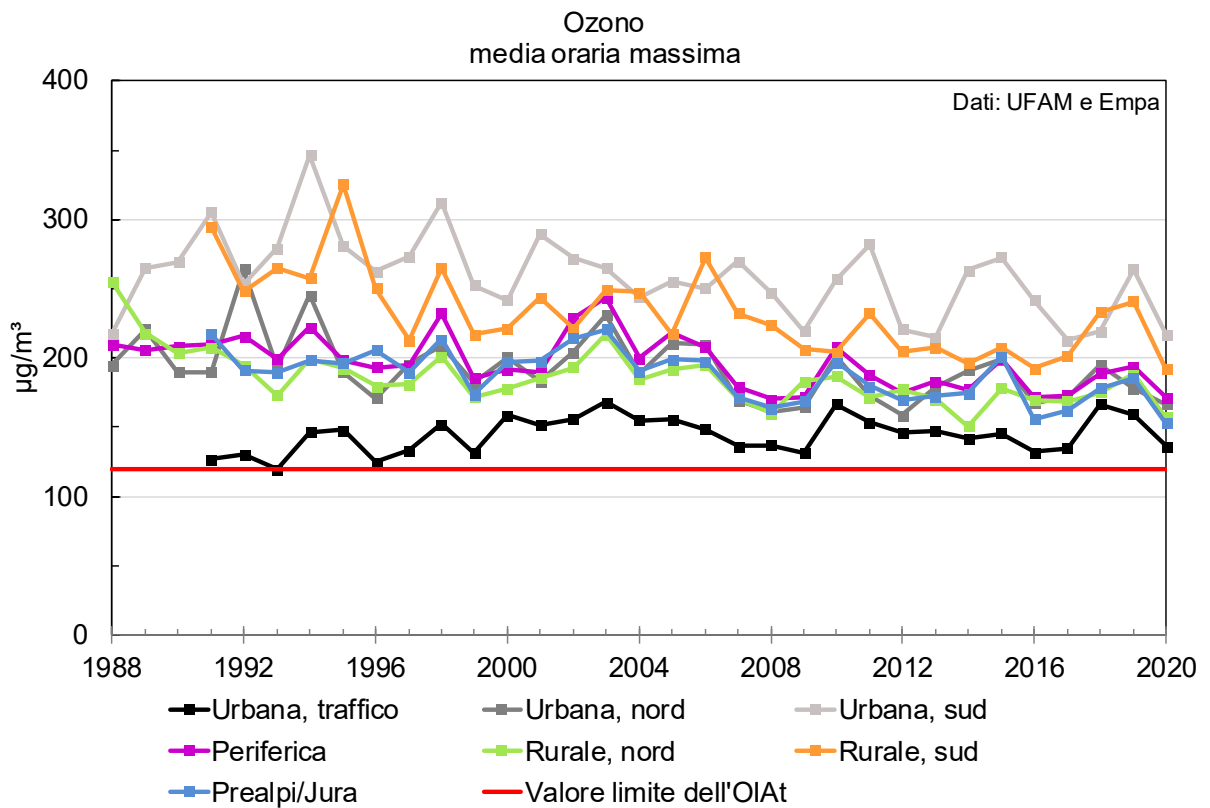 Ozono
media oraria massima
Dati: UFAM e Empa
µg/m³
400
300
200
100
0
1988 1992 1996 2000 2004 2008 2012 2016 2020
Urbana, traffico Urbana, nord Urbana, sud
Periferica Rurale, nord Rurale, sud
Prealpi/Jura Valore limite dell'OIAt